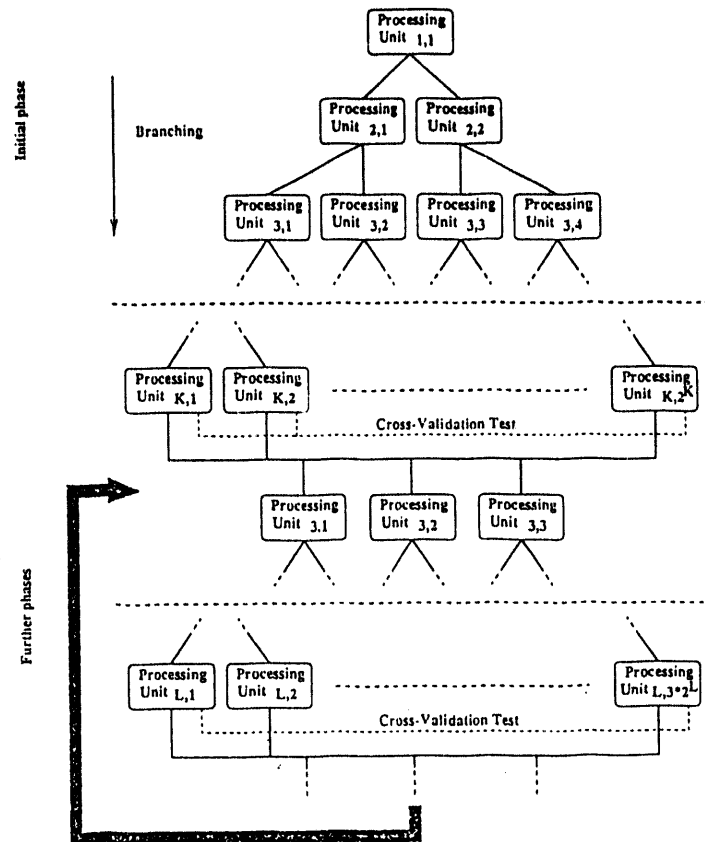 Processing
Unit 1,1
Initial phase
Branching
Processing
Unit 2,1
Processing
Unit 2,2
Processing
Unit 3,1
Processing
Unit 3,2
Processing
Unit 3,3
Processing
Unit 3,4
Processing
Unit K,1
Processing
Unit K,2
Processing
Unit K,2^K
Cross-Validation Test
Further phases
Processing
Unit 3.1
Processing
Unit 3,2
Processing
Unit 3,3
Processing
Unit L,1
Processing
Unit L,2
Processing
Unit L,3*2^L
Cross-Validation Test